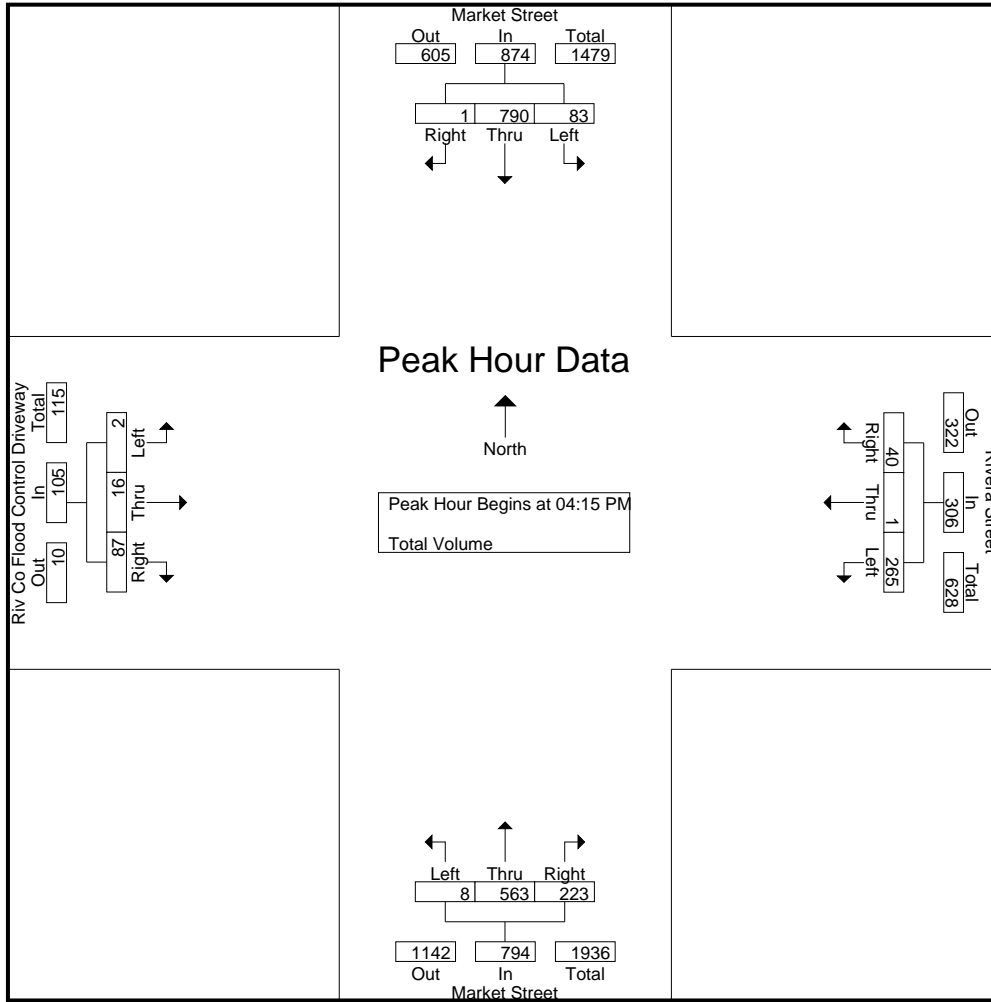 Market Street
Out In Total
605 874 1479
1 790 83
Right Thru Left
Peak Hour Data
North
Peak Hour Begins at 04:15 PM
Total Volume
Riv Co Flood Control Driveway
Out In Total
10 105 115
Right Thru Left
87 16 2
Rivera Street
Out In Total
322 306 628
40 1 265
Right Thru Left
Left Thru Right
8 563 223
1142 794 1936
Out In Total
Market Street